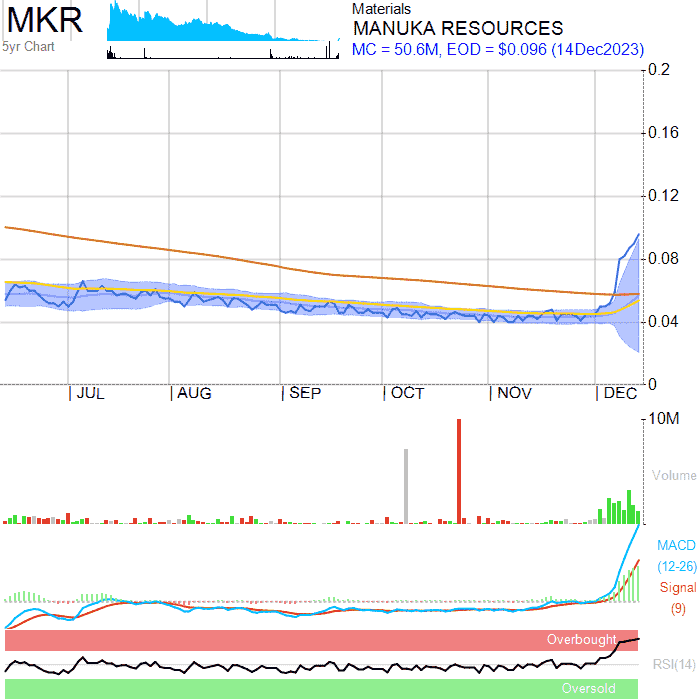 MKR
5yr Chart
Materials
MANUKA RESOURCES
MC = 50.6M, EOD = $0.096 (14Dec2023)
0.2
0.16
0.12
0.08
0.04
0
JUL
AUG
SEP
OCT
NOV
DEC
10M
Volume
MACD
(12-26)
Signal
(9)
Overbought
RSI(14)
Oversold